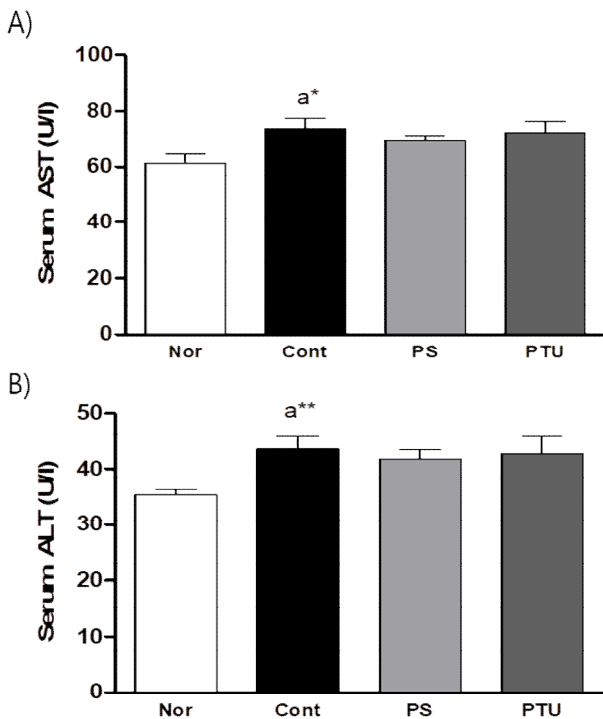 A)
Serum AST (U/l)
100
80
60
40
20
0
a*
Nor Cont PS PTU
B)
Serum ALT (U/l)
50
40
30
20
10
0
a**
Nor Cont PS PTU